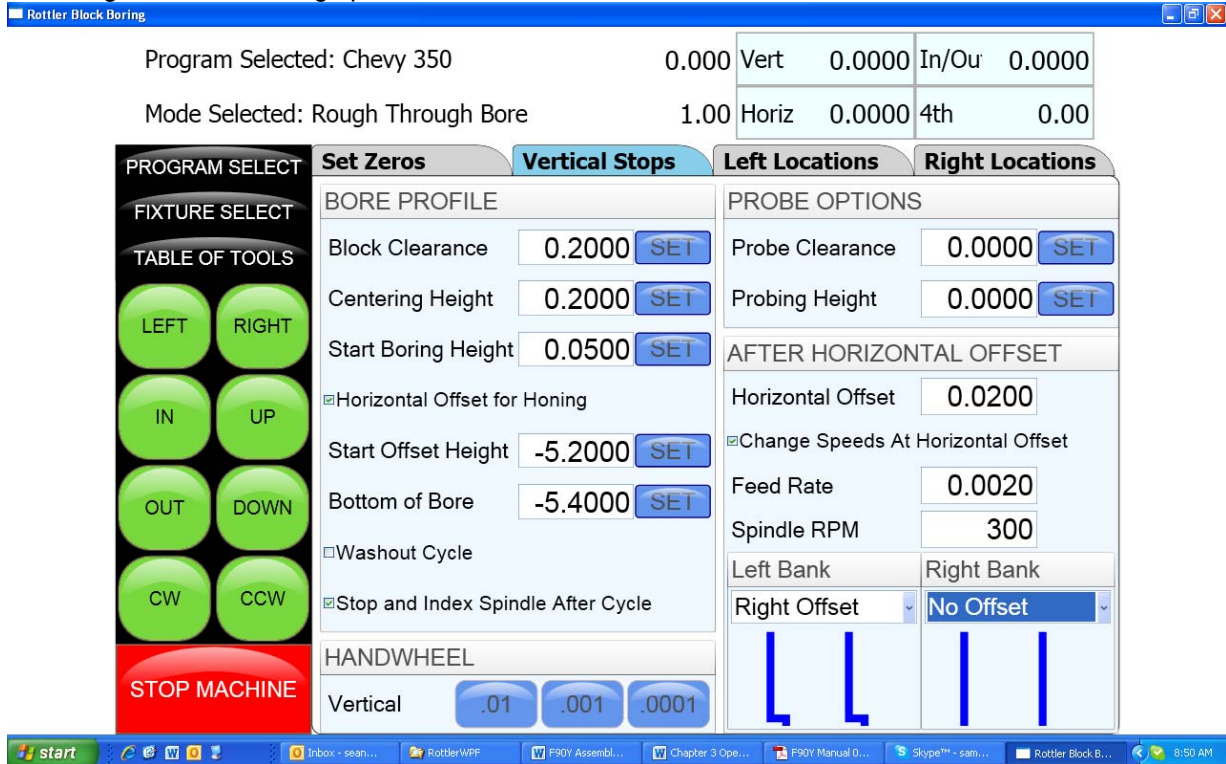 Rottler Block Boring
Program Selected: Chevy 350 0.000 Vert 0.0000 In/Ou 0.0000
Mode Selected: Rough Through Bore 1.00 Horiz 0.0000 4th 0.00
PROGRAM SELECT
FIXTURE SELECT
TABLE OF TOOLS
LEFT RIGHT
IN UP
OUT DOWN
CW CCW
STOP MACHINE
Set Zeros Vertical Stops Left Locations Right Locations
BORE PROFILE
Block Clearance 0.2000 SET
Centering Height 0.2000 SET
Start Boring Height 0.0500 SET
Horizontal Offset for Honing
Start Offset Height -5.2000 SET
Bottom of Bore -5.4000 SET
Washout Cycle
Stop and Index Spindle After Cycle
HANDWHEEL
Vertical .01 .001 .0001
PROBE OPTIONS
Probe Clearance 0.0000 SET
Probing Height 0.0000 SET
AFTER HORIZONTAL OFFSET
Horizontal Offset 0.0200
Change Speeds At Horizontal Offset
Feed Rate 0.0020
Spindle RPM 300
Left Bank Right Bank
Right Offset No Offset
start Inbox - sean... RottlerWPF F90Y Assembl... Chapter 3 Ope... F90Y Manual 0... Skype™ - sam... Rottler Block B... 8:50 AM